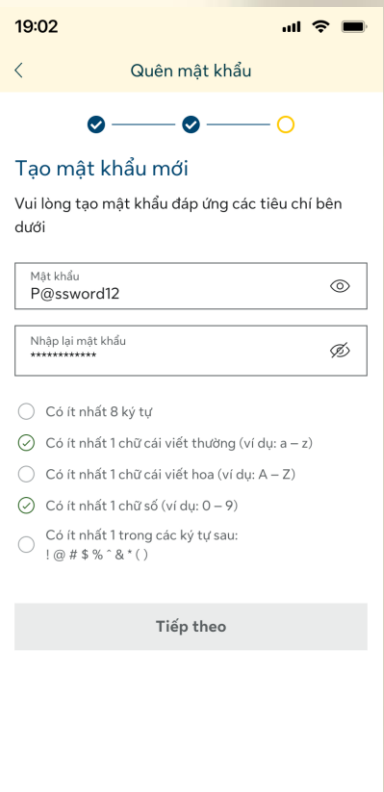 19:02
Quên mật khẩu
Tạo mật khẩu mới
Vui lòng tạo mật khẩu đáp ứng các tiêu chí bên
dưới
Mật khẩu
P@ssword12
Nhập lại mật khẩu
************
Có ít nhất 8 ký tự
Có ít nhất 1 chữ cái viết thường (ví dụ: a – z)
Có ít nhất 1 chữ cái viết hoa (ví dụ: A – Z)
Có ít nhất 1 chữ số (ví dụ: 0 – 9)
Có ít nhất 1 trong các ký tự sau:
! @ # $ % ^ & * ( )
Tiếp theo